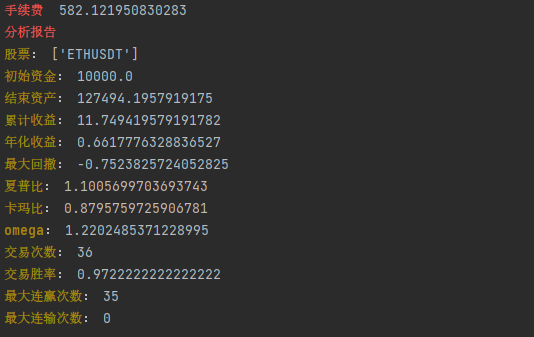 手续费  582.121950830283
分析报告
股票： ['ETHUSDT']
初始资金： 10000.0
结束资产： 127494.1957919175
累计收益： 11.749419579191782
年化收益： 0.6617776328836527
最大回撤： -0.7523825724052825
夏普比： 1.1005699703693743
卡玛比： 0.8795759725906781
omega： 1.2202485371228995
交易次数： 36
交易胜率： 0.9722222222222222
最大连赢次数： 35
最大连输次数： 0